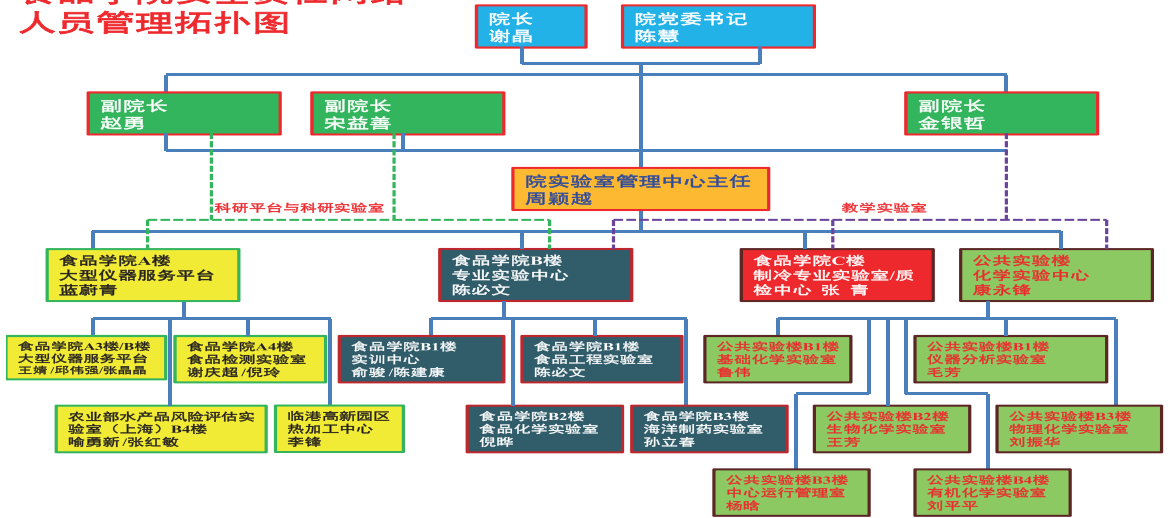 食品学院安全责任网络
人员管理拓扑图
院长
谢晶
院党委书记
陈慧
副院长
赵勇
副院长
宋益善
副院长
金银哲
院实验室管理中心主任
周颖越
科研平台与科研实验室
教学实验室
食品学院A楼
大型仪器服务平台
蓝蔚青
食品学院B楼
专业实验中心
陈必文
食品学院C楼
制冷专业实验室/质
检中心 张 青
公共实验楼
化学实验中心
康永锋
食品学院A3楼/B楼
大型仪器服务平台
王婧/邱伟强/张晶晶
食品学院A4楼
食品检测实验室
谢庆超/倪玲
食品学院B1楼
实训中心
俞骏/陈建康
食品学院B1楼
食品工程实验室
陈必文
公共实验楼B1楼
基础化学实验室
鲁伟
公共实验楼B1楼
仪器分析实验室
毛芳
农业部水产品风险评估实
验室（上海）B4楼
喻勇新/张红敏
临港高新园区
热加工中心
李锋
食品学院B2楼
食品化学实验室
倪晔
食品学院B3楼
海洋制药实验室
孙立春
公共实验楼B2楼
生物化学实验室
王芳
公共实验楼B3楼
物理化学实验室
刘振华
公共实验楼B3楼
中心运行管理室
杨晗
公共实验楼B4楼
有机化学实验室
刘平平